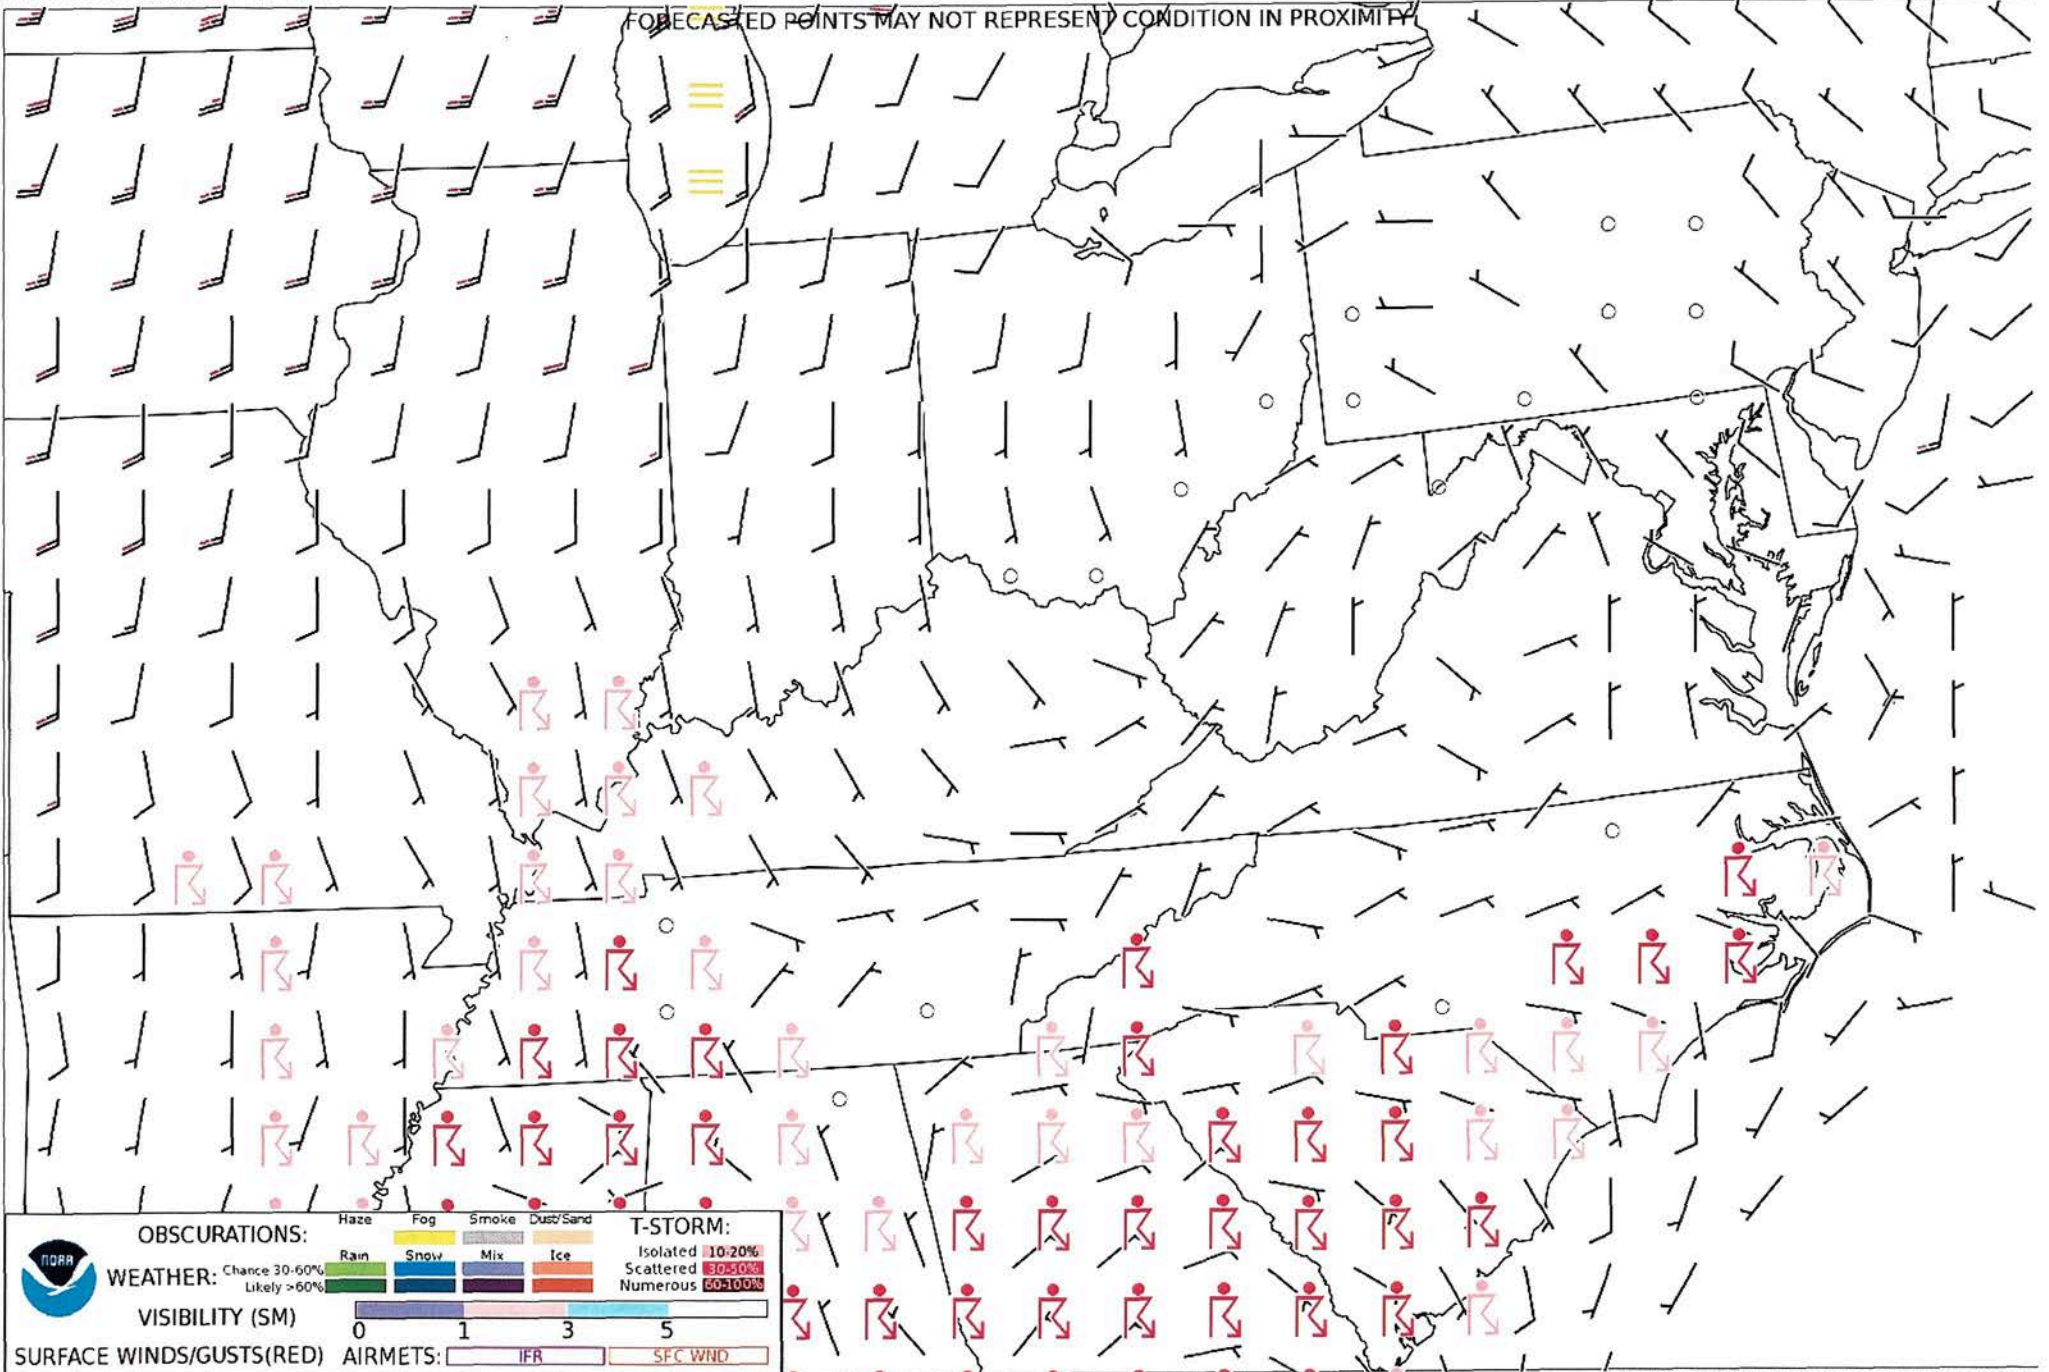 FORECASTED POINTS MAY NOT REPRESENT CONDITION IN PROXIMITY
OBSCURATIONS: Haze Fog Smoke Dust/Sand
WEATHER: Rain Snow Mix Ice
Chance 30-60%
Likely >60%
T-STORM:
Isolated 10-20%
Scattered 30-50%
Numerous 60-100%
NOAA
VISIBILITY (SM)
0 1 3 5
SURFACE WINDS/GUSTS(RED) AIRMETS: IFR SFC WND